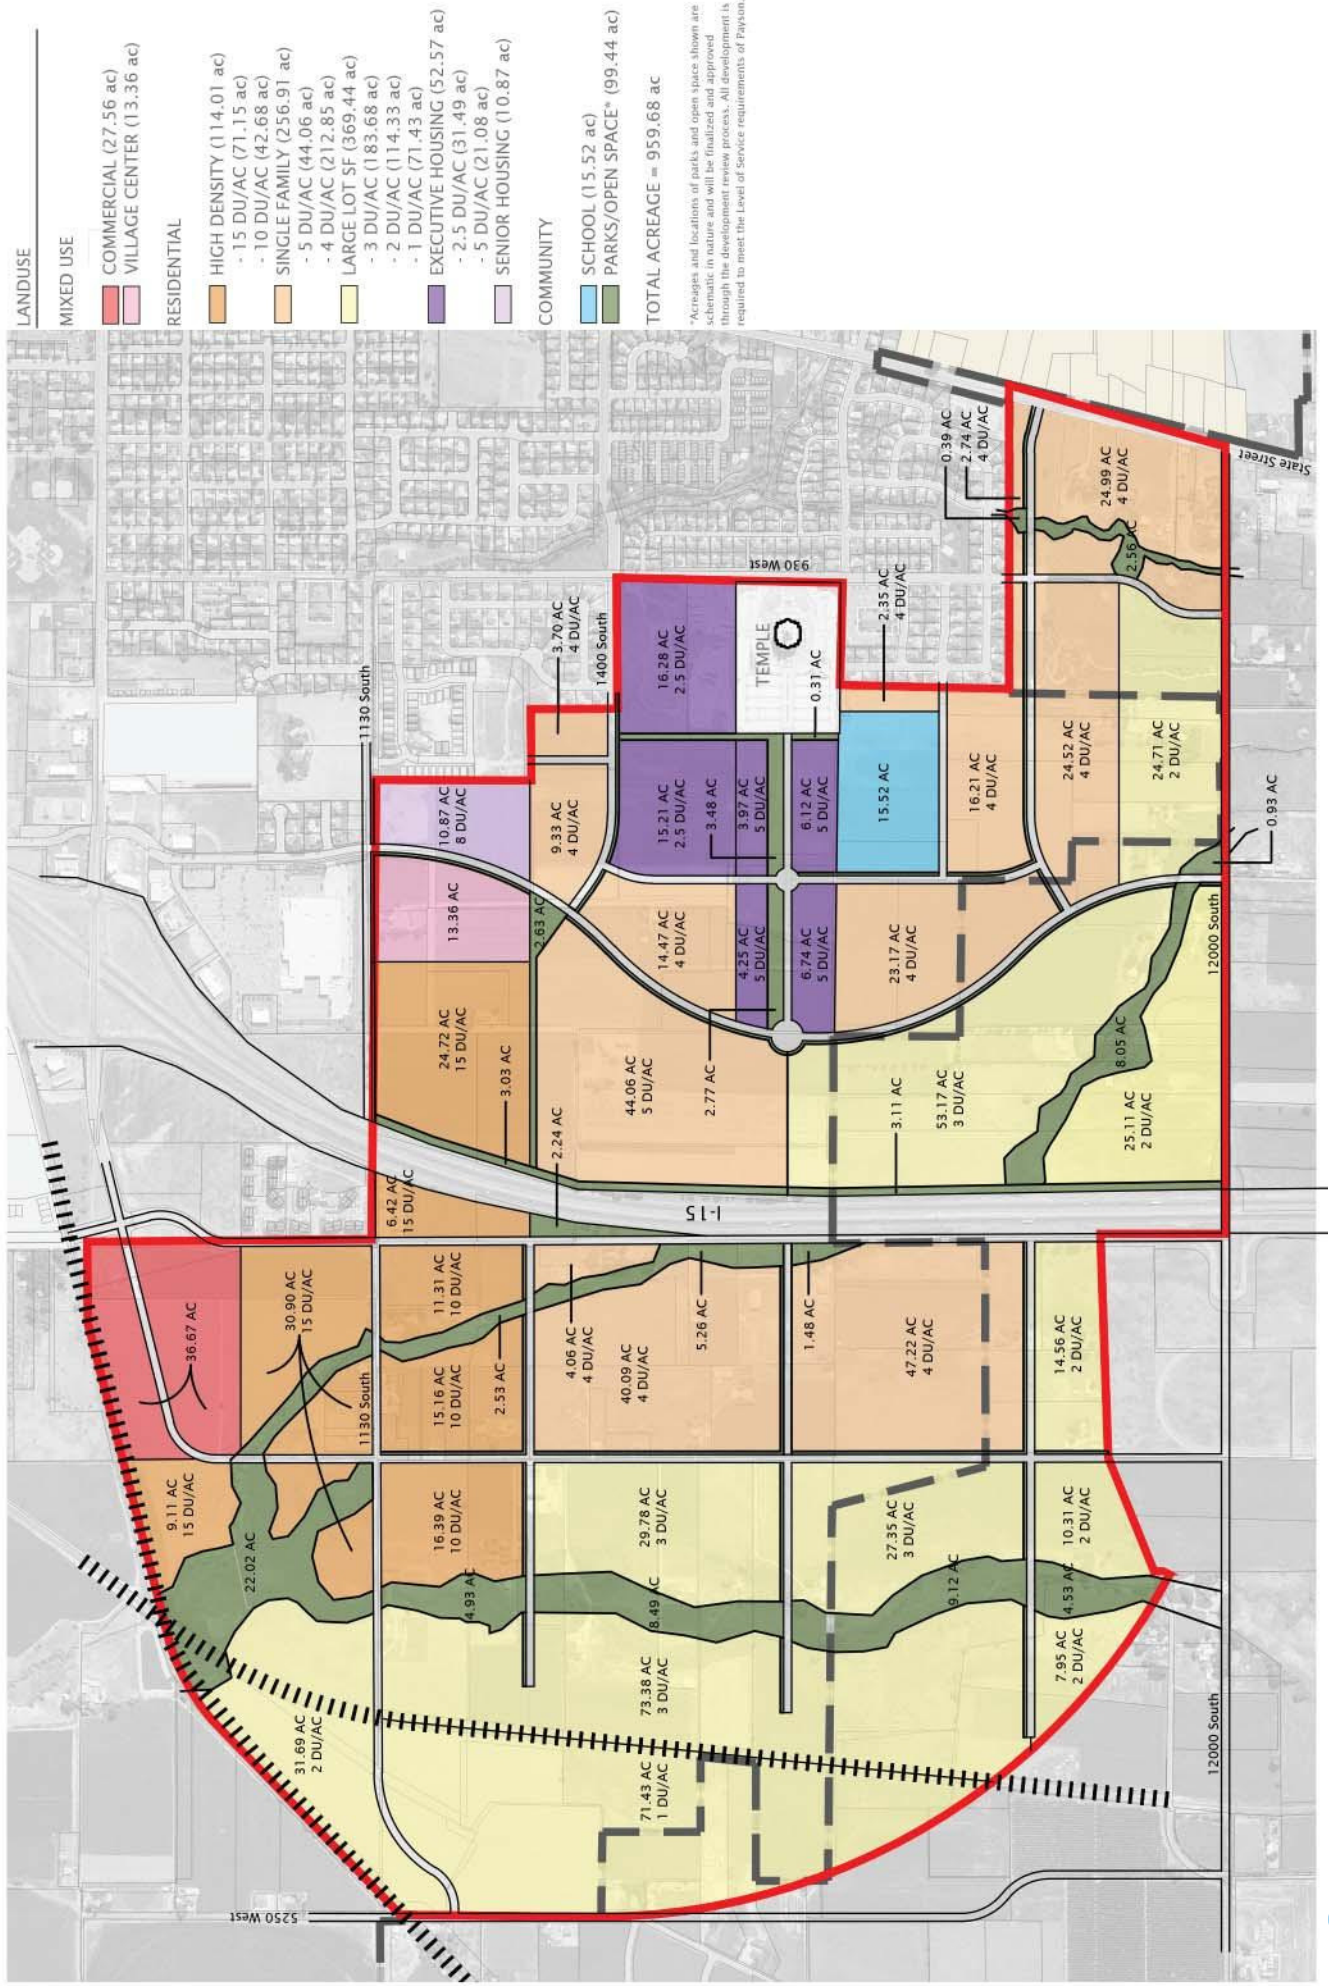 LANDUSE
MIXED USE
COMMERCIAL (27.56 ac)
VILLAGE CENTER (13.36 ac)
RESIDENTIAL
HIGH DENSITY (114.01 ac)
- 15 DU/AC (71.15 ac)
- 10 DU/AC (42.68 ac)
SINGLE FAMILY (256.91 ac)
- 5 DU/AC (44.06 ac)
- 4 DU/AC (212.85 ac)
LARGE LOT SF (369.44 ac)
- 3 DU/AC (183.68 ac)
- 2 DU/AC (114.33 ac)
- 1 DU/AC (71.43 ac)
EXECUTIVE HOUSING (52.57 ac)
- 2.5 DU/AC (31.49 ac)
- 5 DU/AC (21.08 ac)
SENIOR HOUSING (10.87 ac)
COMMUNITY
SCHOOL (15.52 ac)
PARKS/OPEN SPACE* (99.44 ac)
TOTAL ACREAGE = 959.68 ac
*Acreages and locations of parks and open space shown are
schematic in nature and will be finalized and approved
through the development review process. All development is
required to meet the Level of Service requirements of Payson.
36.67 AC
30.90 AC
15 DU/AC
9.11 AC
15 DU/AC
22.02 AC
31.69 AC
2 DU/AC
5250 West
1130 South
1130 South
6.42 AC
15 DU/AC
11.31 AC
10 DU/AC
15.16 AC
10 DU/AC
2.53 AC
16.39 AC
10 DU/AC
4.93 AC
24.72 AC
15 DU/AC
3.03 AC
2.24 AC
13.36 AC
10.87 AC
8 DU/AC
2.63 AC
9.33 AC
4 DU/AC
3.70 AC
4 DU/AC
1400 South
4.06 AC
4 DU/AC
40.09 AC
4 DU/AC
5.26 AC
1.48 AC
47.22 AC
4 DU/AC
29.78 AC
3 DU/AC
8.49 AC
73.38 AC
3 DU/AC
71.43 AC
1 DU/AC
I-15
44.06 AC
5 DU/AC
2.77 AC
14.47 AC
4 DU/AC
4.25 AC
5 DU/AC
6.74 AC
5 DU/AC
15.21 AC
2.5 DU/AC
3.48 AC
3.97 AC
5 DU/AC
6.12 AC
5 DU/AC
16.28 AC
2.5 DU/AC
TEMPLE
0.31 AC
930 West
2.35 AC
4 DU/AC
15.52 AC
23.17 AC
4 DU/AC
16.21 AC
4 DU/AC
3.11 AC
53.17 AC
3 DU/AC
8.05 AC
25.11 AC
2 DU/AC
24.52 AC
4 DU/AC
24.71 AC
2 DU/AC
0.93 AC
0.39 AC
2.74 AC
4 DU/AC
24.99 AC
4 DU/AC
2.56 AC
State Street
27.35 AC
3 DU/AC
9.12 AC
10.31 AC
2 DU/AC
4.53 AC
7.95 AC
2 DU/AC
14.56 AC
2 DU/AC
12000 South
12000 South